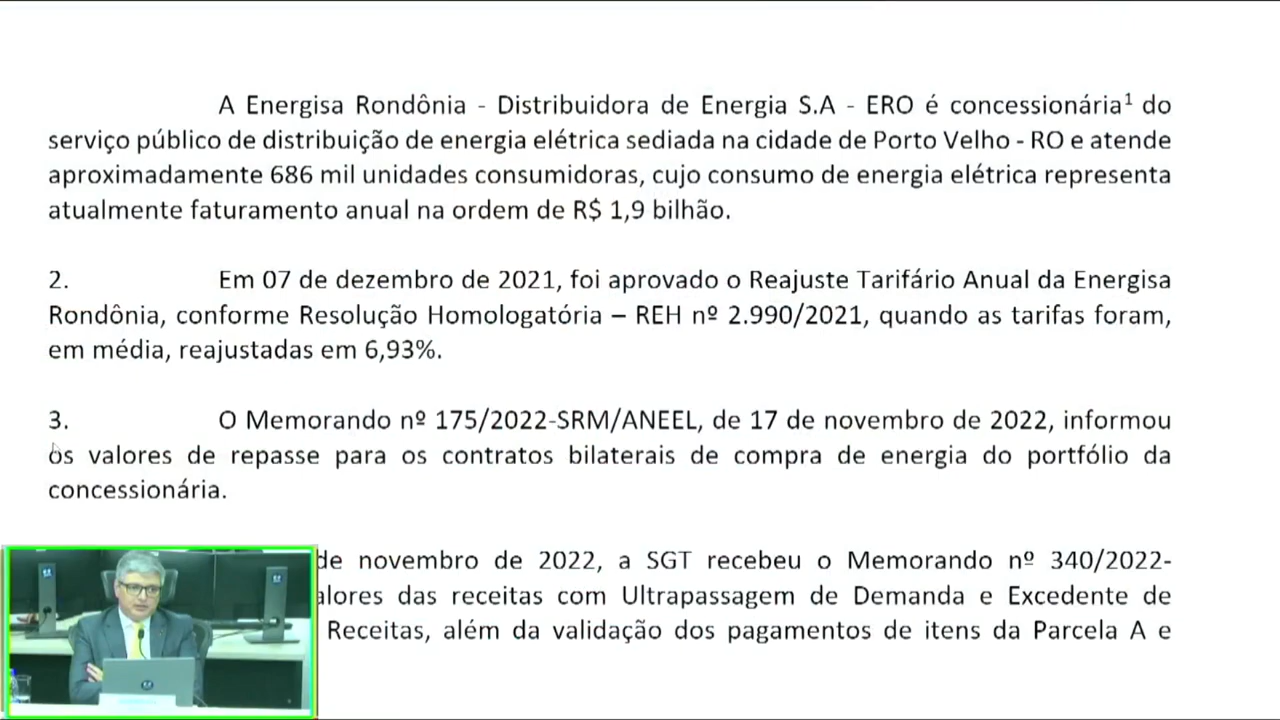 A Energisa Rondônia - Distribuidora de Energia S.A - ERO é concessionária¹ do
serviço público de distribuição de energia elétrica sediada na cidade de Porto Velho - RO e atende
aproximadamente 686 mil unidades consumidoras, cujo consumo de energia elétrica representa
atualmente faturamento anual na ordem de R$ 1,9 bilhão.
2. Em 07 de dezembro de 2021, foi aprovado o Reajuste Tarifário Anual da Energisa
Rondônia, conforme Resolução Homologatória – REH nº 2.990/2021, quando as tarifas foram,
em média, reajustadas em 6,93%.
3. O Memorando nº 175/2022-SRM/ANEEL, de 17 de novembro de 2022, informou
os valores de repasse para os contratos bilaterais de compra de energia do portfólio da
concessionária.
de novembro de 2022, a SGT recebeu o Memorando nº 340/2022-
alores das receitas com Ultrapassagem de Demanda e Excedente de
Receitas, além da validação dos pagamentos de itens da Parcela A e